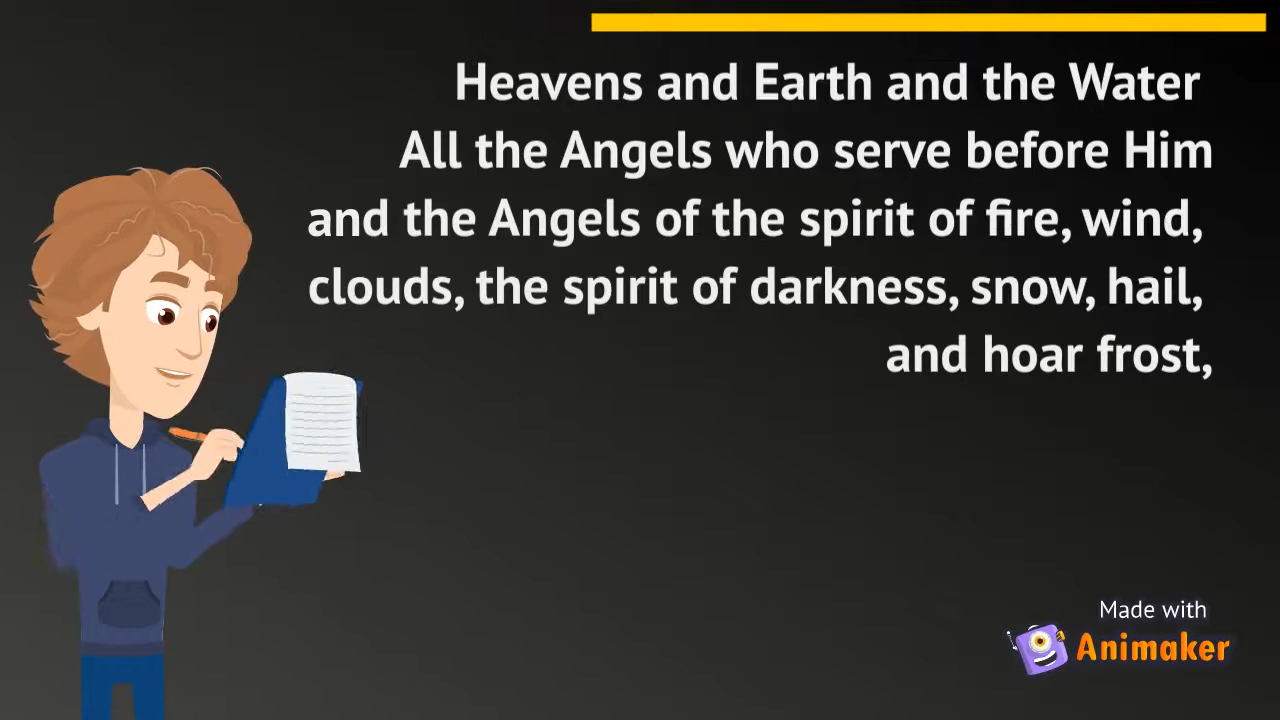 Heavens and Earth and the Water
All the Angels who serve before Him
and the Angels of the spirit of fire, wind,
clouds, the spirit of darkness, snow, hail,
and hoar frost,
Made with
Animaker